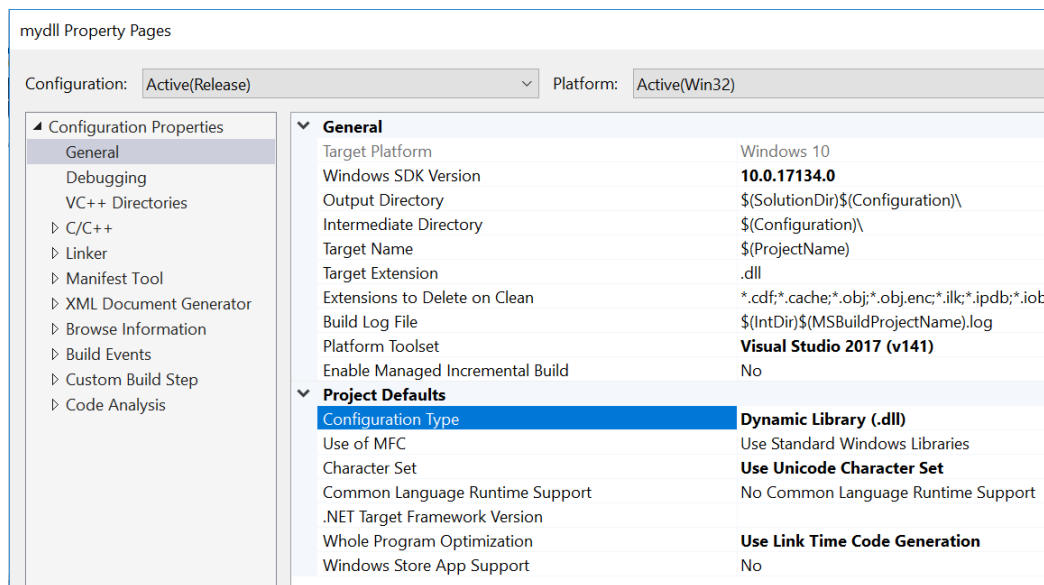 mydll Property Pages
Configuration: Active(Release) Platform: Active(Win32)
Configuration Properties
General
Debugging
VC++ Directories
C/C++
Linker
Manifest Tool
XML Document Generator
Browse Information
Build Events
Custom Build Step
Code Analysis
General
Target Platform Windows 10
Windows SDK Version 10.0.17134.0
Output Directory $(SolutionDir)$(Configuration)\
Intermediate Directory $(Configuration)\
Target Name $(ProjectName)
Target Extension .dll
Extensions to Delete on Clean *.cdf;*.cache;*.obj;*.obj.enc;*.ilk;*.ipdb;*.iob
Build Log File $(IntDir)$(MSBuildProjectName).log
Platform Toolset Visual Studio 2017 (v141)
Enable Managed Incremental Build No
Project Defaults
Configuration Type Dynamic Library (.dll)
Use of MFC Use Standard Windows Libraries
Character Set Use Unicode Character Set
Common Language Runtime Support No Common Language Runtime Support
.NET Target Framework Version
Whole Program Optimization Use Link Time Code Generation
Windows Store App Support No